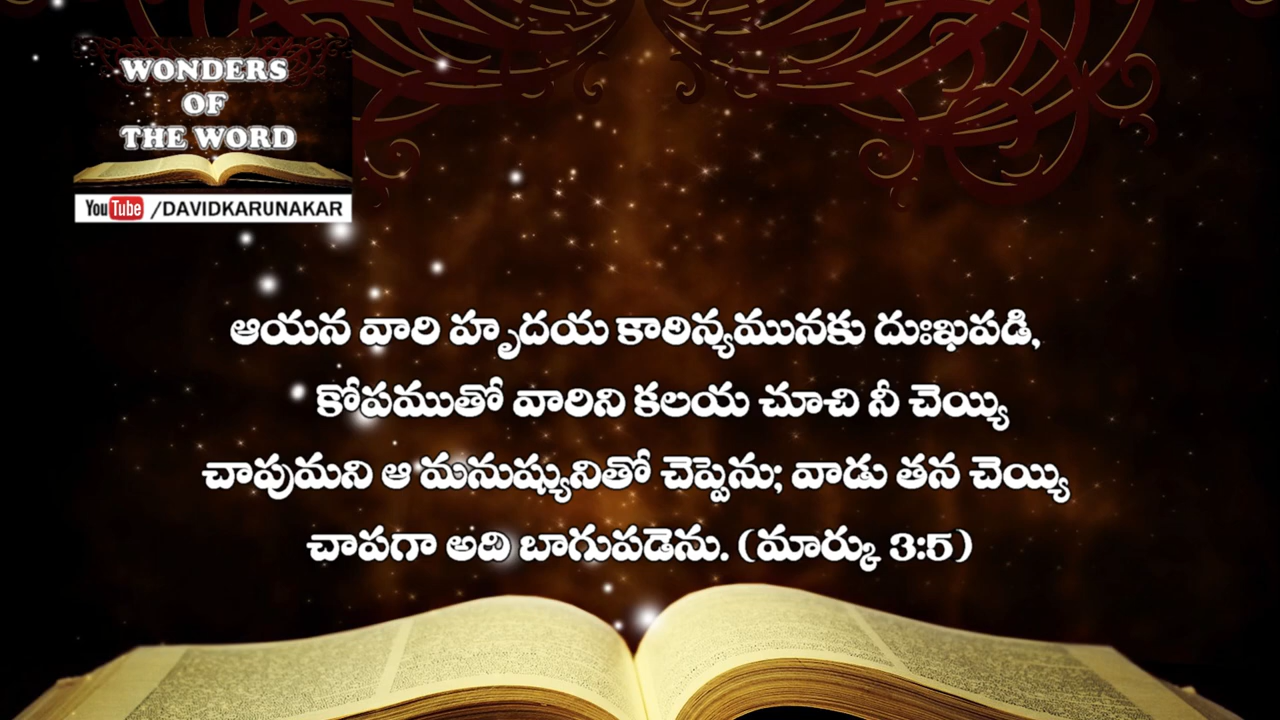 WONDERS
OF
THE WORD
YouTube /DAVIDKARUNAKAR
ఆయన వారి హృదయ కాఠిన్యమునకు దుఃఖపడి,
కోపముతో వారిని కలయ చూచి నీ చెయ్యి
చాపుమని ఆ మనుష్యునితో చెప్పెను; వాడు తన చెయ్యి
చాపగా అది బాగుపడెను. (మార్కు 3:5)